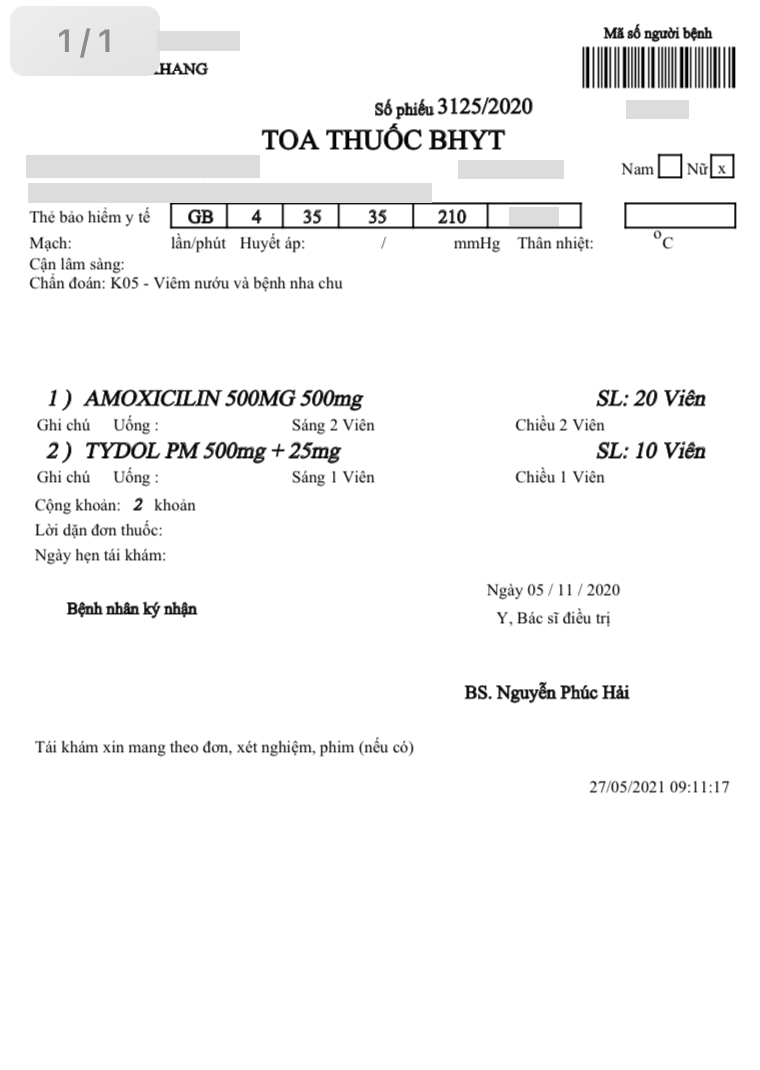 1/1
Mã số người bệnh
KHANG
Số phiếu 3125/2020
TOA THUỐC BHYT
Nam Nữ x
Thẻ bảo hiểm y tế GB 4 35 35 210
Mạch: lần/phút Huyết áp: / mmHg Thân nhiệt: °C
Cận lâm sàng:
Chẩn đoán: K05 - Viêm nướu và bệnh nha chu
1 ) AMOXICILIN 500MG 500mg SL: 20 Viên
Ghi chú Uống : Sáng 2 Viên Chiều 2 Viên
2 ) TYDOL PM 500mg + 25mg SL: 10 Viên
Ghi chú Uống : Sáng 1 Viên Chiều 1 Viên
Cộng khoản: 2 khoản
Lời dặn đơn thuốc:
Ngày hẹn tái khám:
Ngày 05 / 11 / 2020
Bệnh nhân ký nhận
Y, Bác sĩ điều trị
BS. Nguyễn Phúc Hải
Tái khám xin mang theo đơn, xét nghiệm, phim (nếu có)
27/05/2021 09:11:17